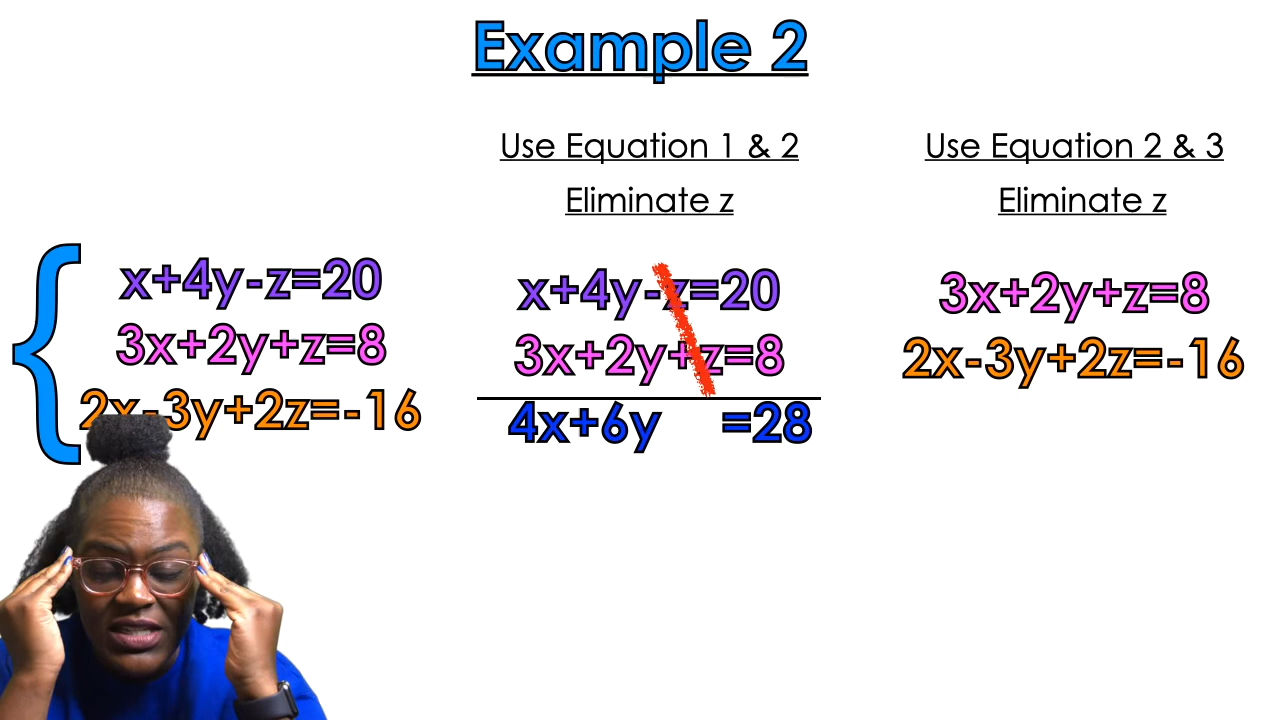 Example 2
Use Equation 1 & 2
Eliminate z
Use Equation 2 & 3
Eliminate z
x+4y-z=20
3x+2y+z=8
2x-3y+2z=-16
x+4y-z=20
3x+2y+z=8
4x+6y =28
3x+2y+z=8
2x-3y+2z=-16